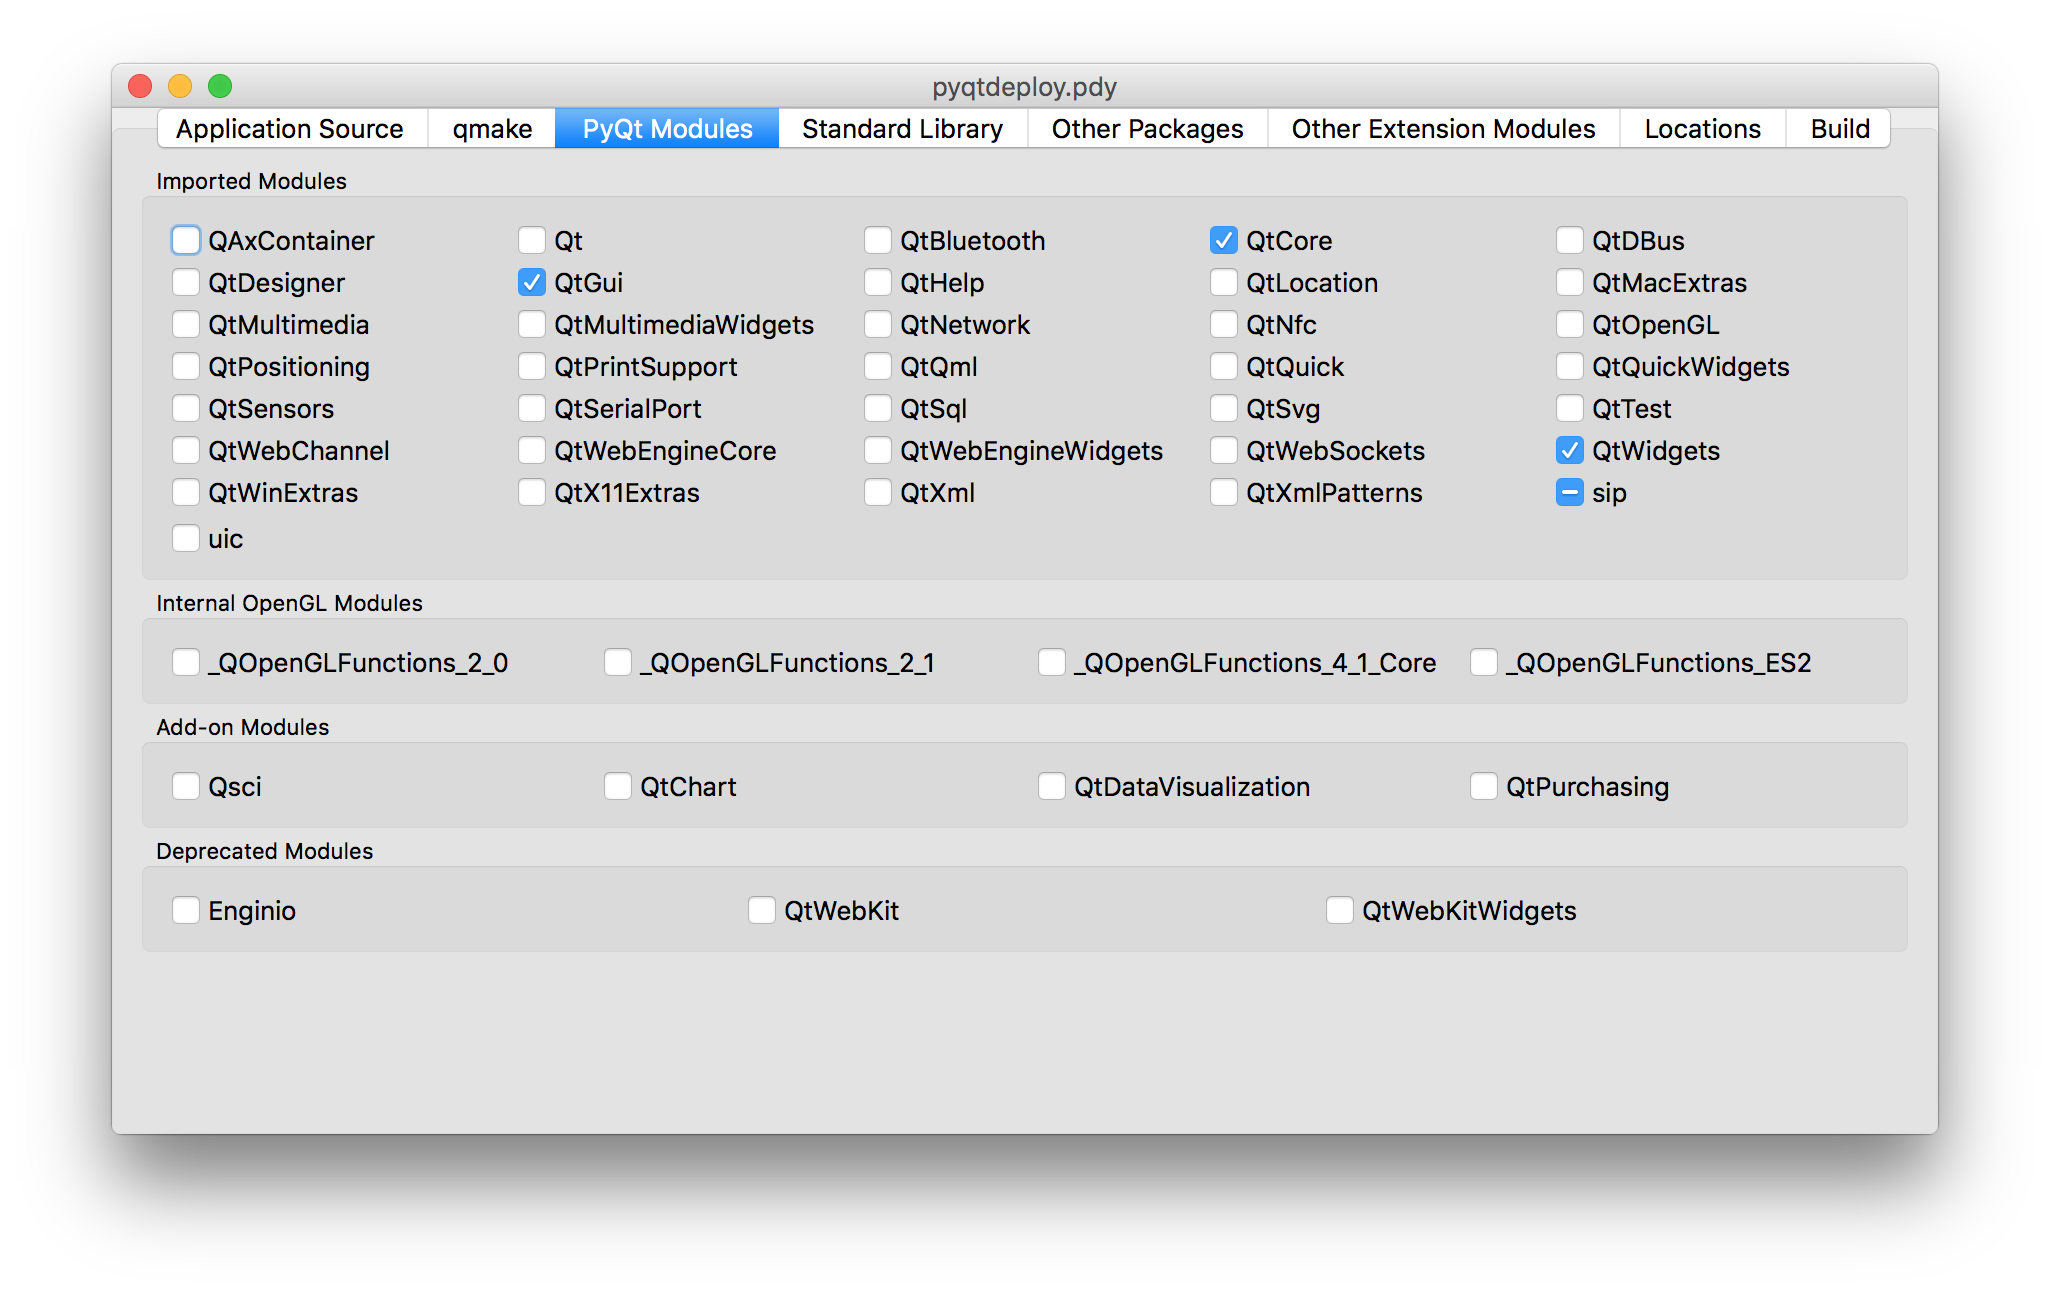 pyqtdeploy.pdy
Application Source qmake PyQt Modules Standard Library Other Packages Other Extension Modules Locations Build
Imported Modules
QAxContainer Qt QtBluetooth QtCore QtDBus
QtDesigner QtGui QtHelp QtLocation QtMacExtras
QtMultimedia QtMultimediaWidgets QtNetwork QtNfc QtOpenGL
QtPositioning QtPrintSupport QtQml QtQuick QtQuickWidgets
QtSensors QtSerialPort QtSql QtSvg QtTest
QtWebChannel QtWebEngineCore QtWebEngineWidgets QtWebSockets QtWidgets
QtWinExtras QtX11Extras QtXml QtXmlPatterns sip
uic
Internal OpenGL Modules
_QOpenGLFunctions_2_0 _QOpenGLFunctions_2_1 _QOpenGLFunctions_4_1_Core _QOpenGLFunctions_ES2
Add-on Modules
Qsci QtChart QtDataVisualization QtPurchasing
Deprecated Modules
Enginio QtWebKit QtWebKitWidgets